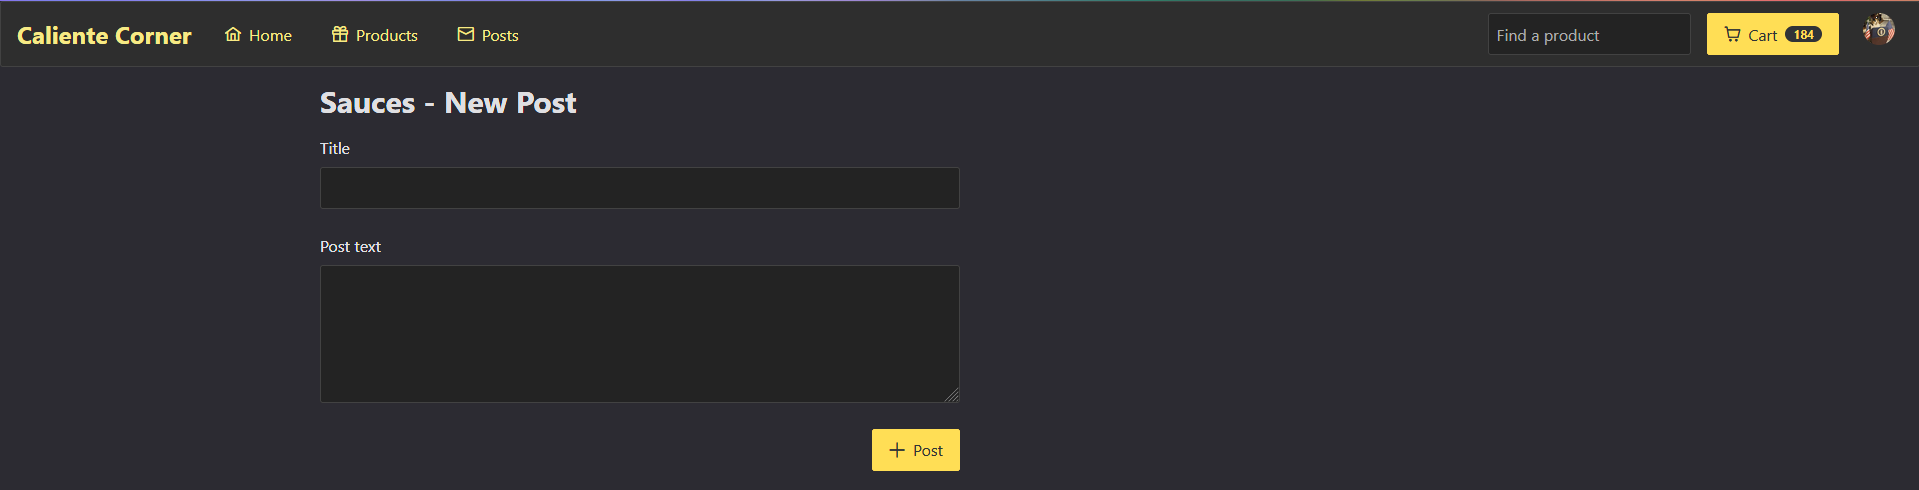 Caliente Corner Home Products Posts Find a product Cart 184
Sauces - New Post
Title
Post text
Post